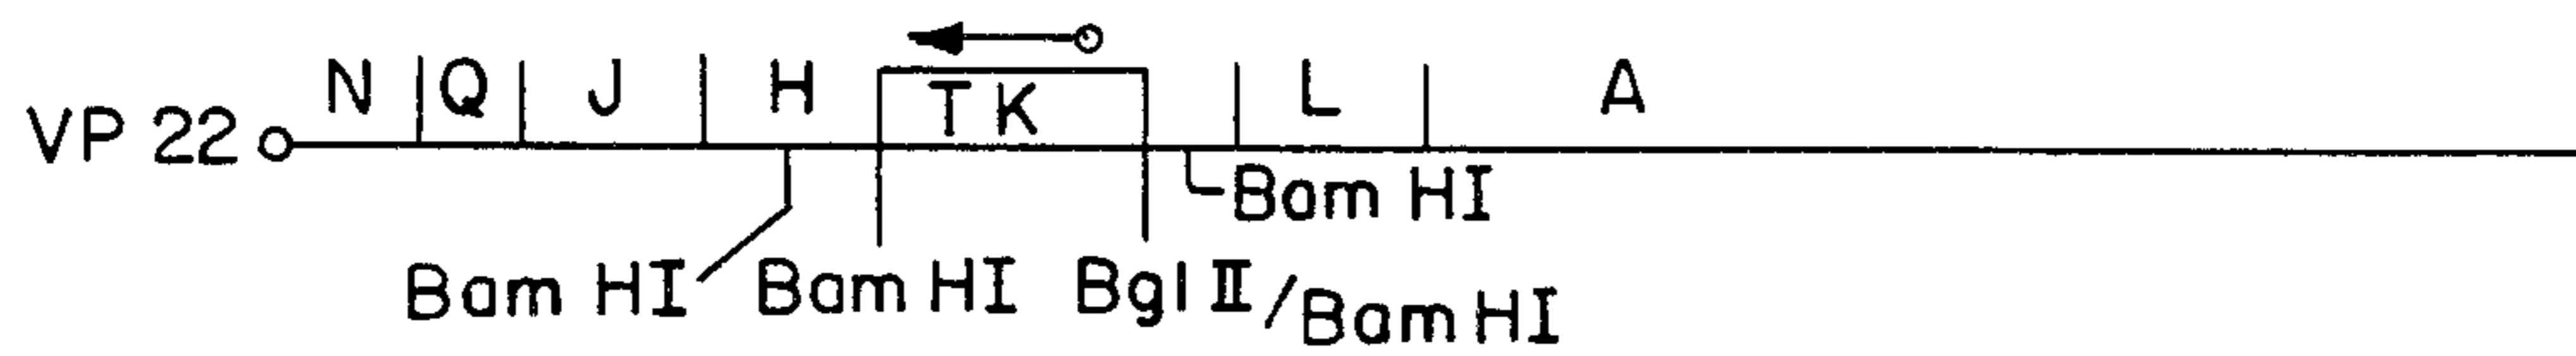 N Q J H TK L A
VP 22
Bam HI
Bam HI Bam HI Bgl II/Bam HI